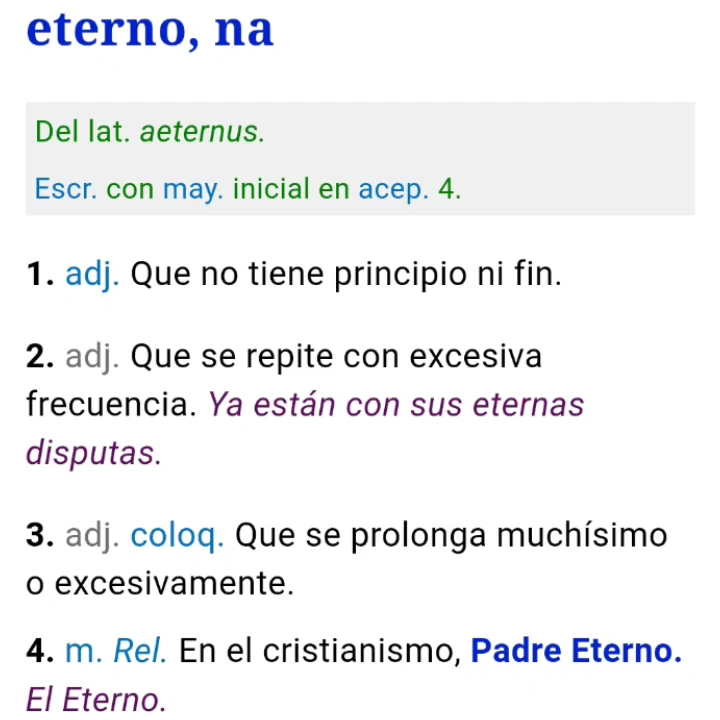 eterno, na
Del lat. aeternus.
Escr. con may. inicial en acep. 4.
1. adj. Que no tiene principio ni fin.
2. adj. Que se repite con excesiva
frecuencia. Ya están con sus eternas
disputas.
3. adj. coloq. Que se prolonga muchísimo
o excesivamente.
4. m. Rel. En el cristianismo, Padre Eterno.
El Eterno.